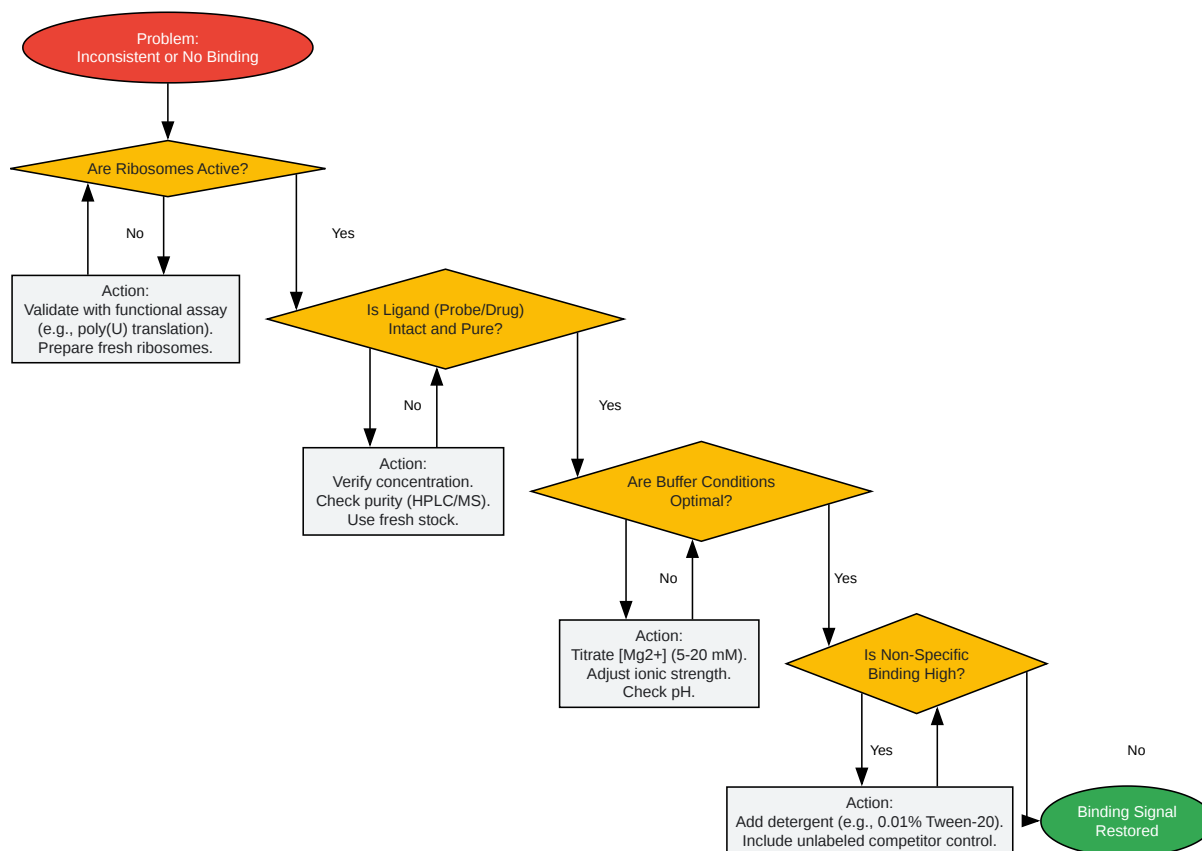 Problem:
Inconsistent or No Binding
Are Ribosomes Active?
No
Yes
Action:
Validate with functional assay
(e.g., poly(U) translation).
Prepare fresh ribosomes.
Is Ligand (Probe/Drug)
Intact and Pure?
No
Yes
Action:
Verify concentration.
Check purity (HPLC/MS).
Use fresh stock.
Are Buffer Conditions
Optimal?
No
Yes
Action:
Titrate [Mg2+] (5-20 mM).
Adjust ionic strength.
Check pH.
Is Non-Specific
Binding High?
Yes
No
Action:
Add detergent (e.g., 0.01% Tween-20).
Include unlabeled competitor control.
Binding Signal
Restored